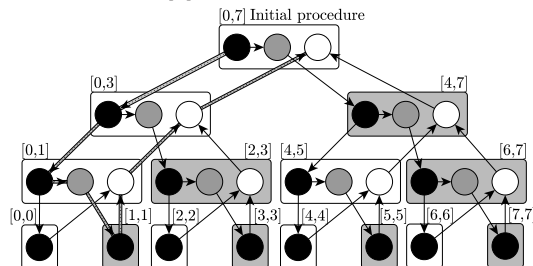 [0,7] Initial procedure
[0,3] [4,7]
[0,1] [2,3] [4,5] [6,7]
[0,0] [1,1] [2,2] [3,3] [4,4] [5,5] [6,6] [7,7]